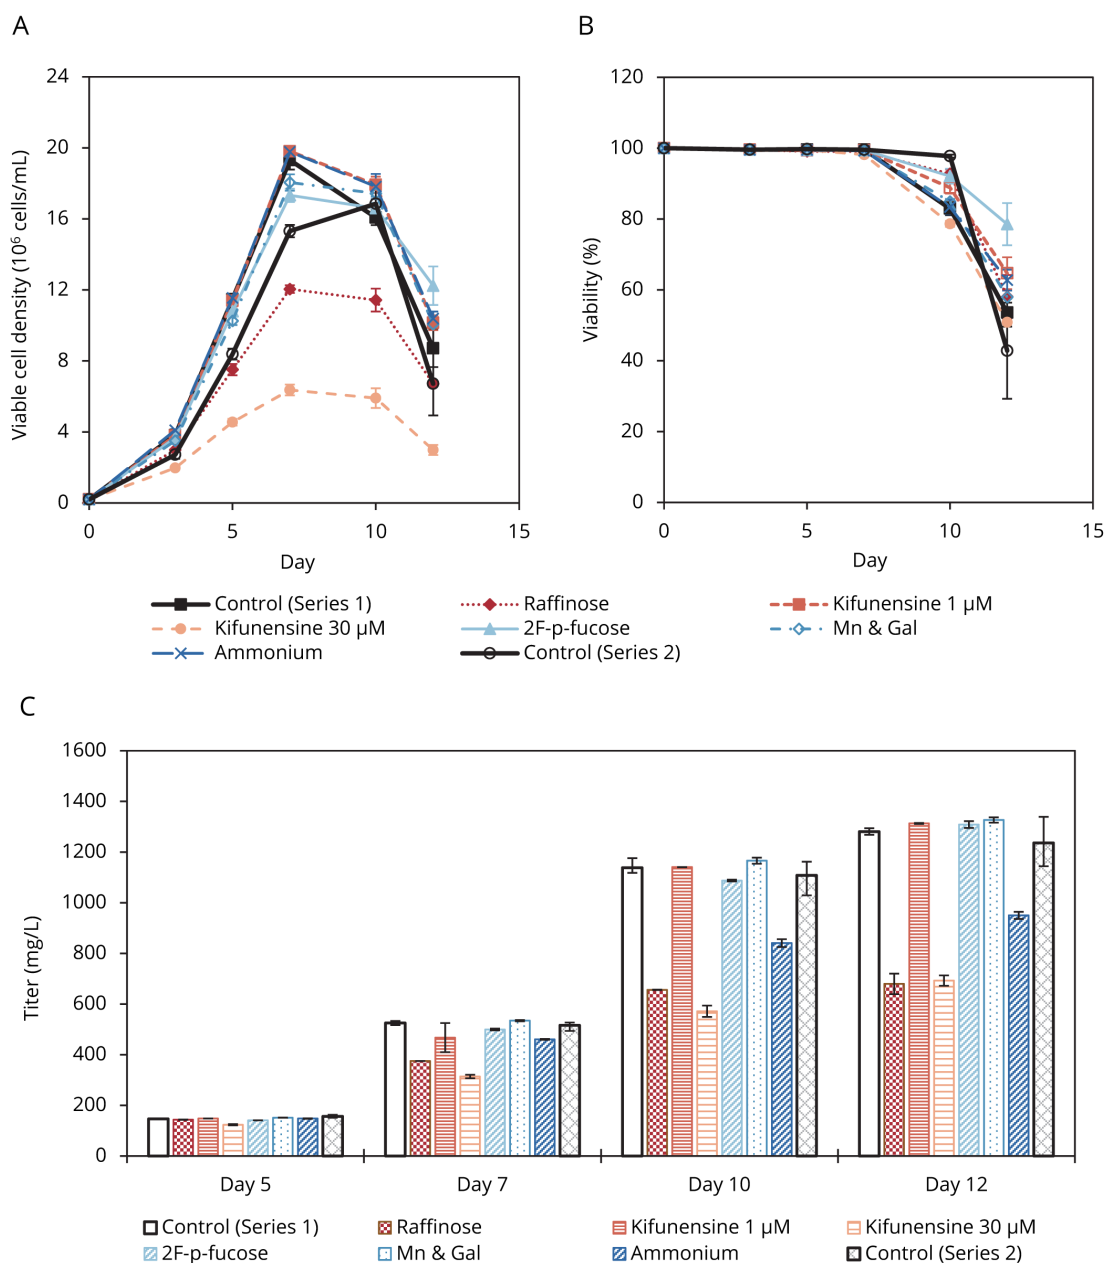 A
B
24
20
16
12
8
4
0
0
5
10
15
Day
Viable cell density (10⁶ cells/mL)
120
100
80
60
40
20
0
0
5
10
15
Day
Viability (%)
Control (Series 1)
Raffinose
Kifunensine 1 µM
Kifunensine 30 µM
2F-p-fucose
Mn & Gal
Ammonium
Control (Series 2)
C
1600
1400
1200
1000
800
600
400
200
0
Titer (mg/L)
Day 5
Day 7
Day 10
Day 12
Control (Series 1)
Raffinose
Kifunensine 1 µM
Kifunensine 30 µM
2F-p-fucose
Mn & Gal
Ammonium
Control (Series 2)